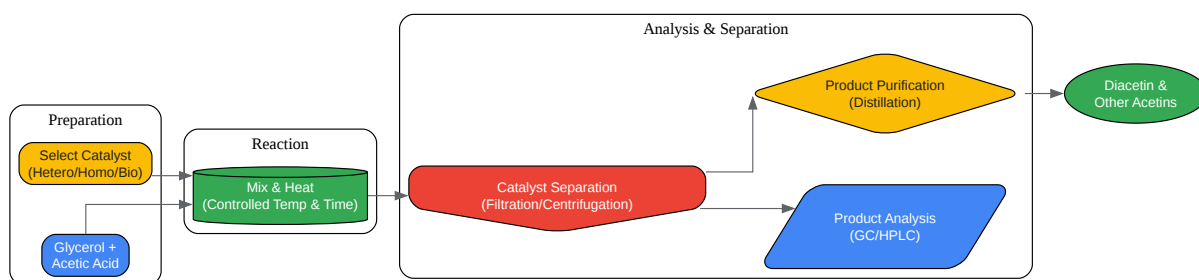 Preparation
Select Catalyst
(Hetero/Homo/Bio)
Glycerol +
Acetic Acid
Reaction
Mix & Heat
(Controlled Temp & Time)
Analysis & Separation
Catalyst Separation
(Filtration/Centrifugation)
Product Purification
(Distillation)
Product Analysis
(GC/HPLC)
Diacetin &
Other Acetins